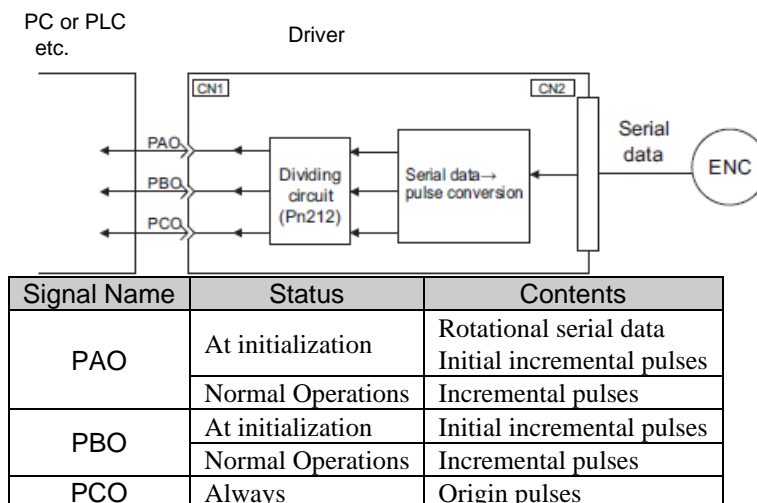 PC or PLC
etc.
Driver
CN1
CN2
Serial
data
PAO
PBO
PCO
Dividing
circuit
(Pn212)
Serial data→
pulse conversion
ENC
Signal Name Status Contents
PAO At initialization Rotational serial data
Initial incremental pulses
Normal Operations Incremental pulses
PBO At initialization Initial incremental pulses
Normal Operations Incremental pulses
PCO Always Origin pulses